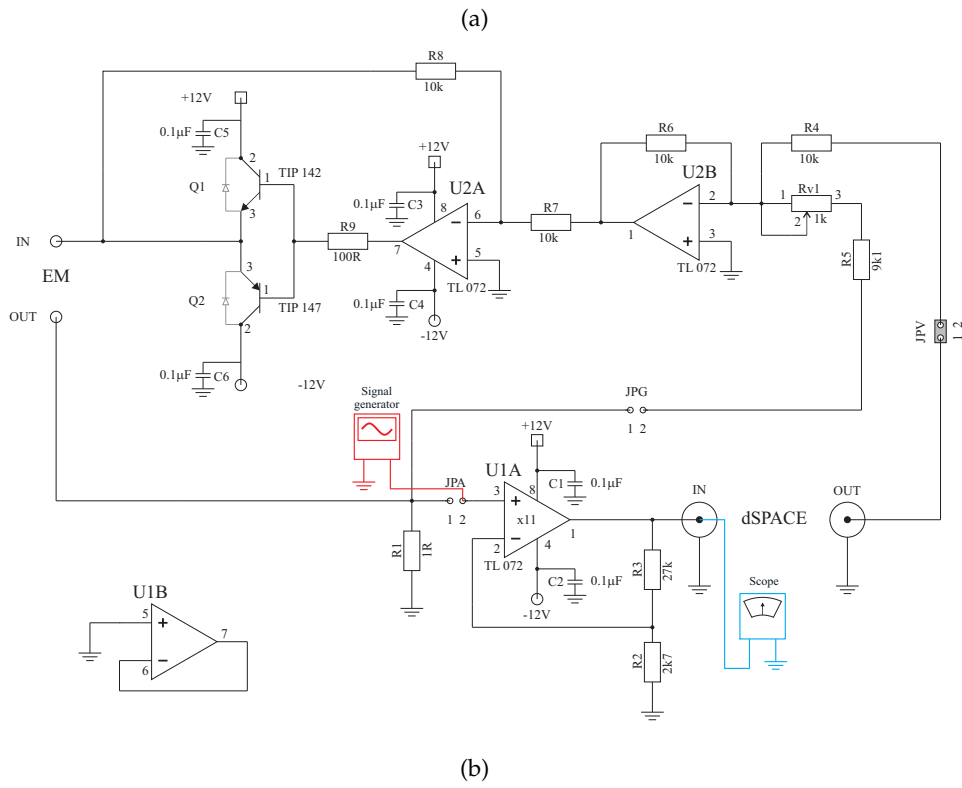 (a)
R8
10k
+12V
0.1µF
C5
2
1
TIP 142
Q1
3
IN
EM
OUT
3
1
Q2
TIP 147
2
0.1µF
C6
-12V
R9
100R
+12V
0.1µF
C3
8
U2A
6
7
5
4
TL 072
0.1µF
C4
-12V
R7
10k
R6
10k
U2B
2
1
3
TL 072
R4
10k
Rv1
1
3
2
1k
R5
9k1
JPV
1 2
JPG
1 2
Signal
generator
JPA
1 2
R1
1R
+12V
U1A
C1
0.1µF
3
8
x11
1
2
4
TL 072
C2
0.1µF
-12V
R3
27k
R2
2k7
IN
dSPACE
OUT
Scope
U1B
5
7
6
(b)